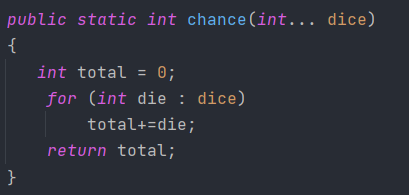 public static int chance(int... dice)
{
    int total = 0;
     for (int die : dice)
         total+=die;
     return total;
}